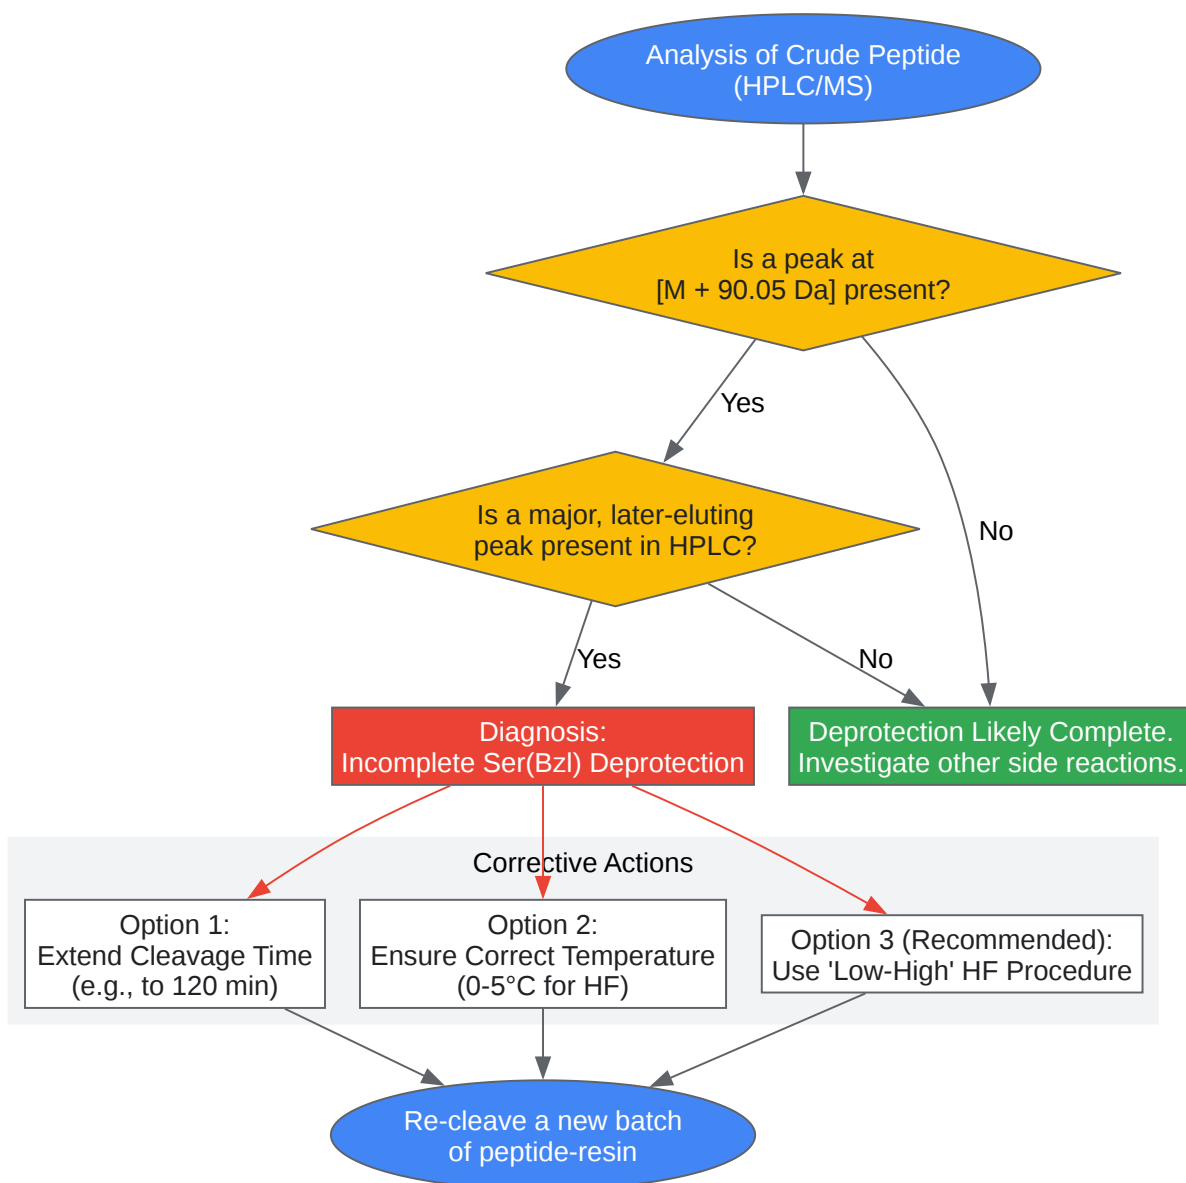 Analysis of Crude Peptide
(HPLC/MS)
Is a peak at
[M + 90.05 Da] present?
Yes
No
Is a major, later-eluting
peak present in HPLC?
Yes
No
Diagnosis:
Incomplete Ser(Bzl) Deprotection
Deprotection Likely Complete.
Investigate other side reactions.
Corrective Actions
Option 1:
Extend Cleavage Time
(e.g., to 120 min)
Option 2:
Ensure Correct Temperature
(0-5°C for HF)
Option 3 (Recommended):
Use 'Low-High' HF Procedure
Re-cleave a new batch
of peptide-resin